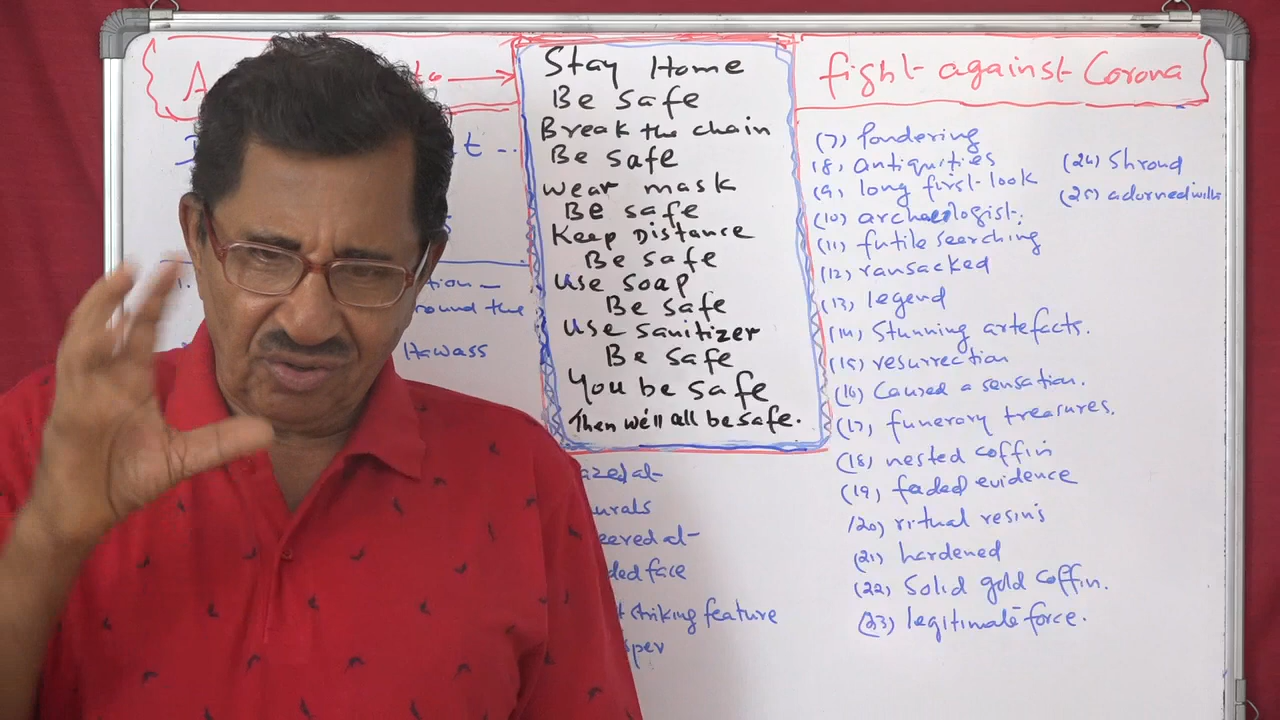 Stay Home
Be safe
Break the chain
Be safe
wear mask
Be safe
Keep Distance
Be safe
use soap
Be safe
use sanitizer
Be safe
You be safe
Then we'll all be safe.
fight against Corona
(7) pondering
(8) antiquities
(9) long first-look
(10) archaeologist;
(11) futile searching
(12) ransacked
(13) legend
(14) Stunning artefacts.
(15) resurrection
(16) Caused a sensation.
(17) funerory treasures.
(18) nested coffin
(19) faded evidence
(20) ritual resins
(21) hardened
(22) Solid gold coffin.
(23) legitimate force.
(24) Shroud
(25) adorned with
round the
Hawass
striking feature